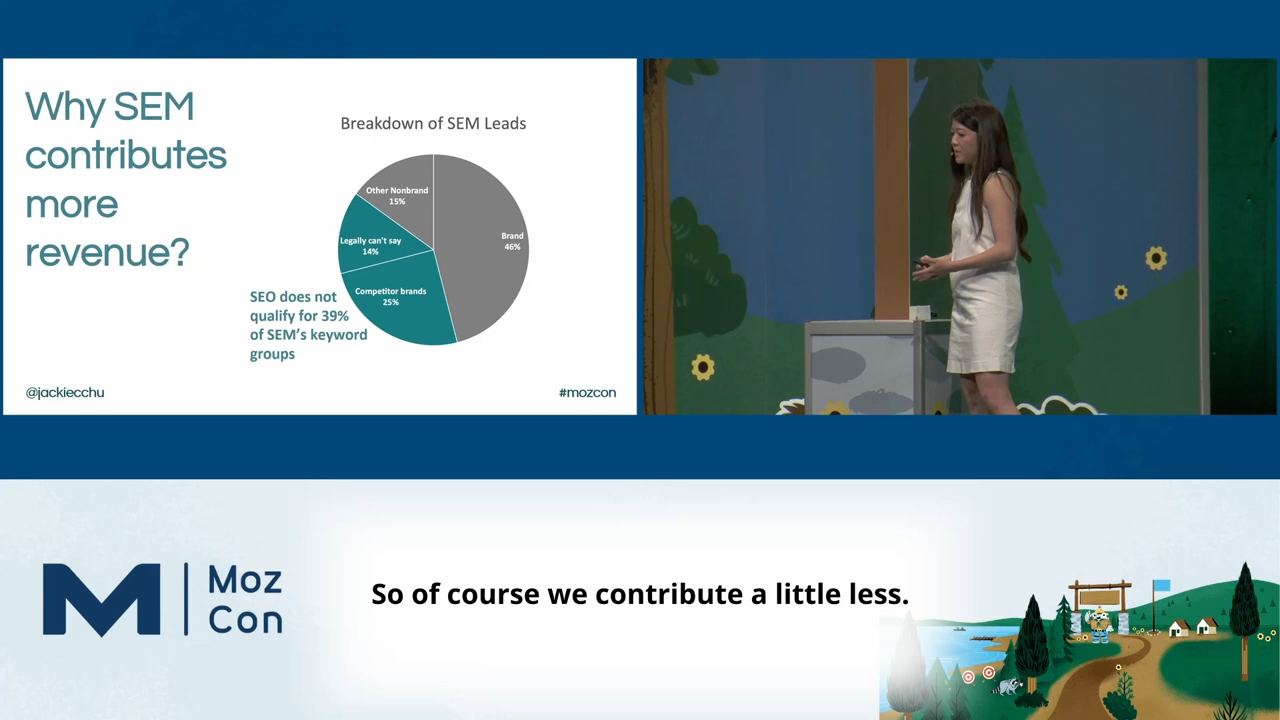 Why SEM
contributes
more
revenue?
Breakdown of SEM Leads
Other Nonbrand
15%
Brand
46%
Legally can't say
14%
Competitor brands
25%
SEO does not
qualify for 39%
of SEM's keyword
groups
@jackiecchu
#mozcon
M
Moz
Con
So of course we contribute a little less.